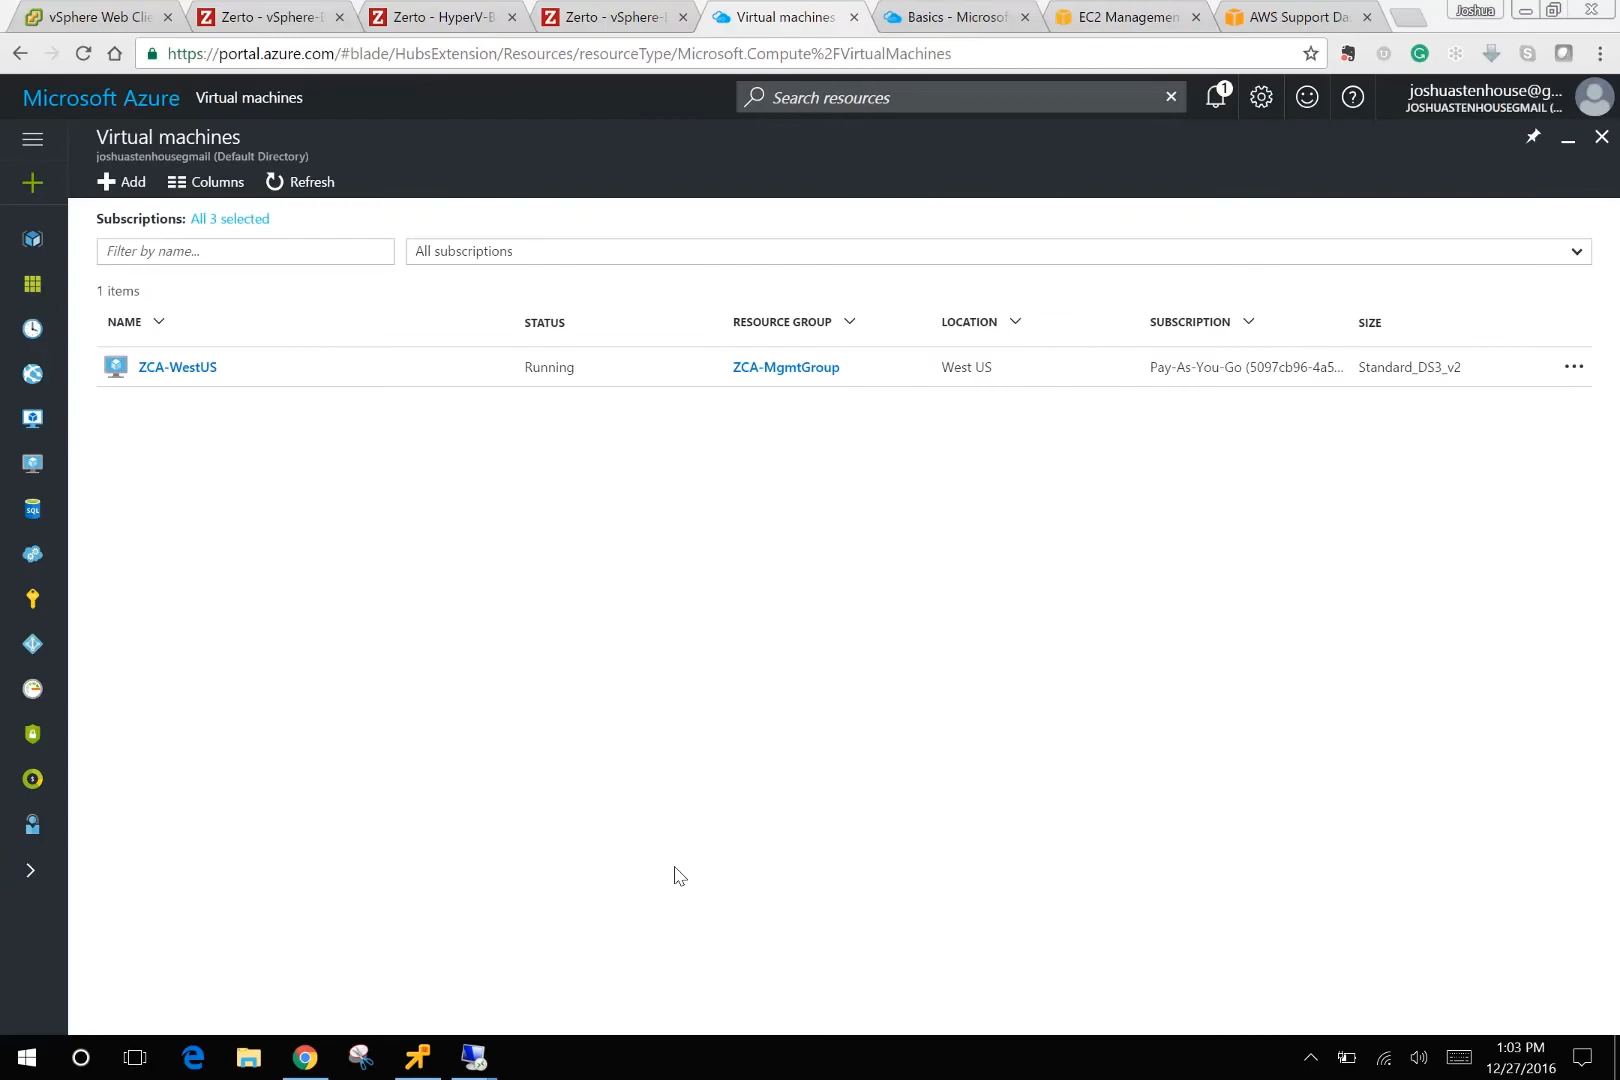 vSphere Web Clie
Zerto - vSphere-
Zerto - HyperV-B
Zerto - vSphere-
Virtual machines
Basics - Microsof
EC2 Managemen
AWS Support Da
Joshua
https://portal.azure.com/#blade/HubsExtension/Resources/resourceType/Microsoft.Compute%2FVirtualMachines
Microsoft Azure
Virtual machines
Search resources
1
joshuastenhouse@g...
JOSHUASTENHOUSEGMAIL (...
Virtual machines
joshuastenhousegmail (Default Directory)
Add
Columns
Refresh
Subscriptions: All 3 selected
Filter by name...
All subscriptions
1 items
NAME STATUS RESOURCE GROUP LOCATION SUBSCRIPTION SIZE
ZCA-WestUS Running ZCA-MgmtGroup West US Pay-As-You-Go (5097cb96-4a5... Standard_DS3_v2 ...
SQL
1:03 PM
12/27/2016